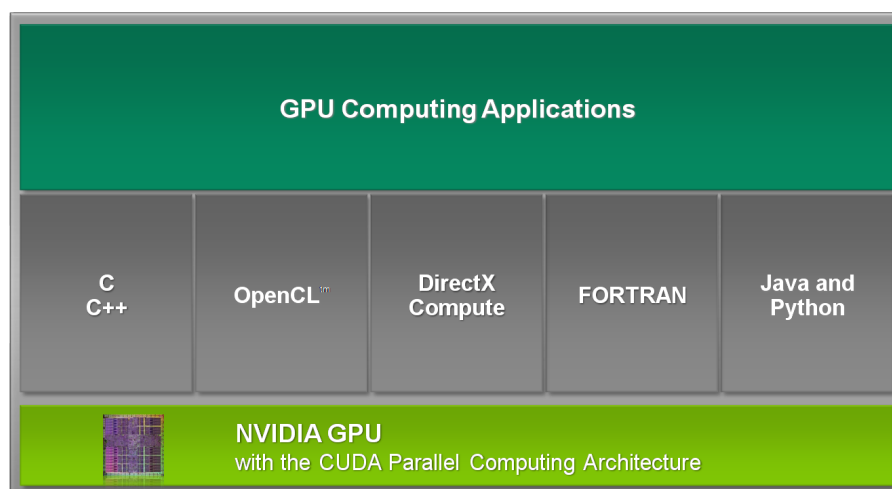 GPU Computing Applications
C
C++
OpenCL™
DirectX
Compute
FORTRAN
Java and
Python
NVIDIA GPU
with the CUDA Parallel Computing Architecture